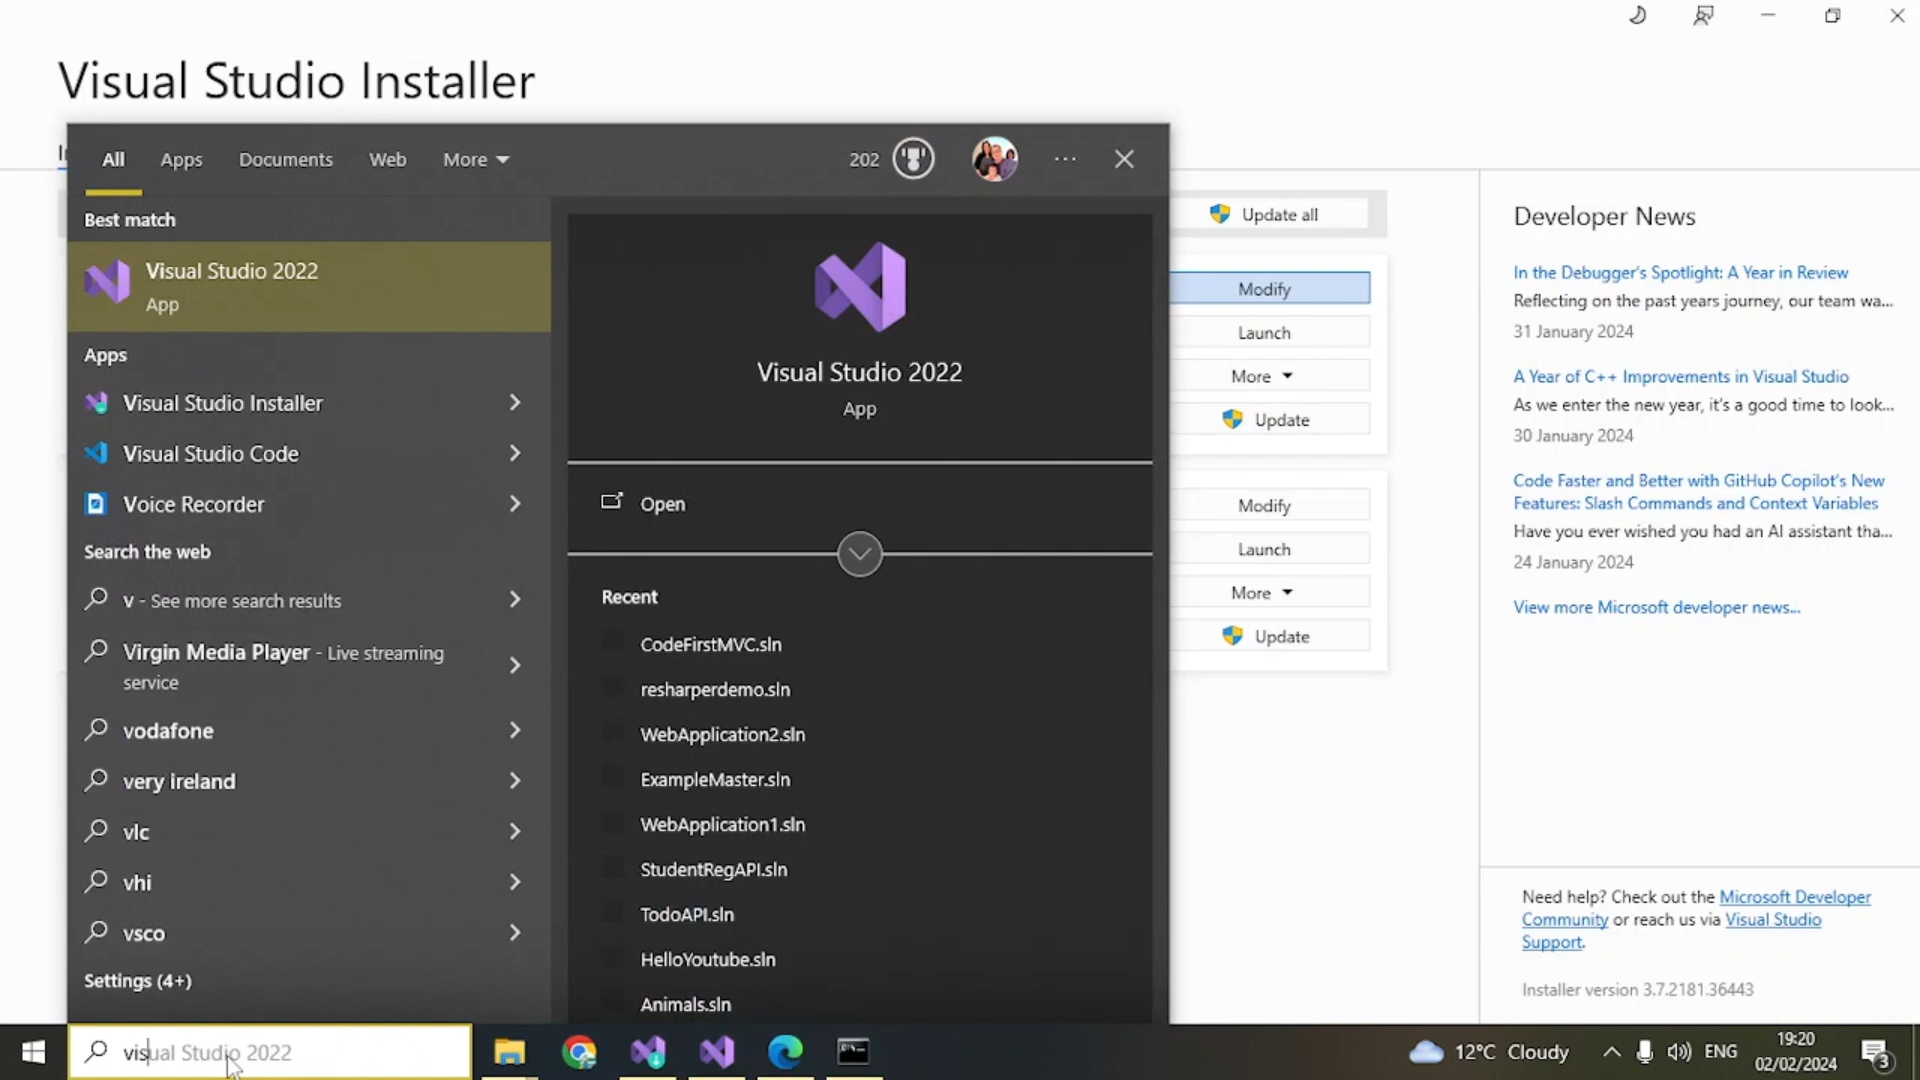 Visual Studio Installer
All
Apps
Documents
Web
More
202
Best match
Visual Studio 2022
App
Apps
Visual Studio Installer
Visual Studio Code
Voice Recorder
Search the web
v - See more search results
Virgin Media Player - Live streaming
service
vodafone
very ireland
vlc
vhi
vsco
Settings (4+)
Visual Studio 2022
App
Open
Recent
CodeFirstMVC.sln
resharperdemo.sln
WebApplication2.sln
ExampleMaster.sln
WebApplication1.sln
StudentRegAPI.sln
TodoAPI.sln
HelloYoutube.sln
Animals.sln
Update all
Modify
Launch
More
Update
Modify
Launch
More
Update
Developer News
In the Debugger's Spotlight: A Year in Review
Reflecting on the past years journey, our team wa...
31 January 2024
A Year of C++ Improvements in Visual Studio
As we enter the new year, it's a good time to look...
30 January 2024
Code Faster and Better with GitHub Copilot's New
Features: Slash Commands and Context Variables
Have you ever wished you had an AI assistant tha...
24 January 2024
View more Microsoft developer news...
Need help? Check out the Microsoft Developer
Community or reach us via Visual Studio
Support.
Installer version 3.7.2181.36443
visual Studio 2022
12°C Cloudy
ENG
19:20
02/02/2024
3